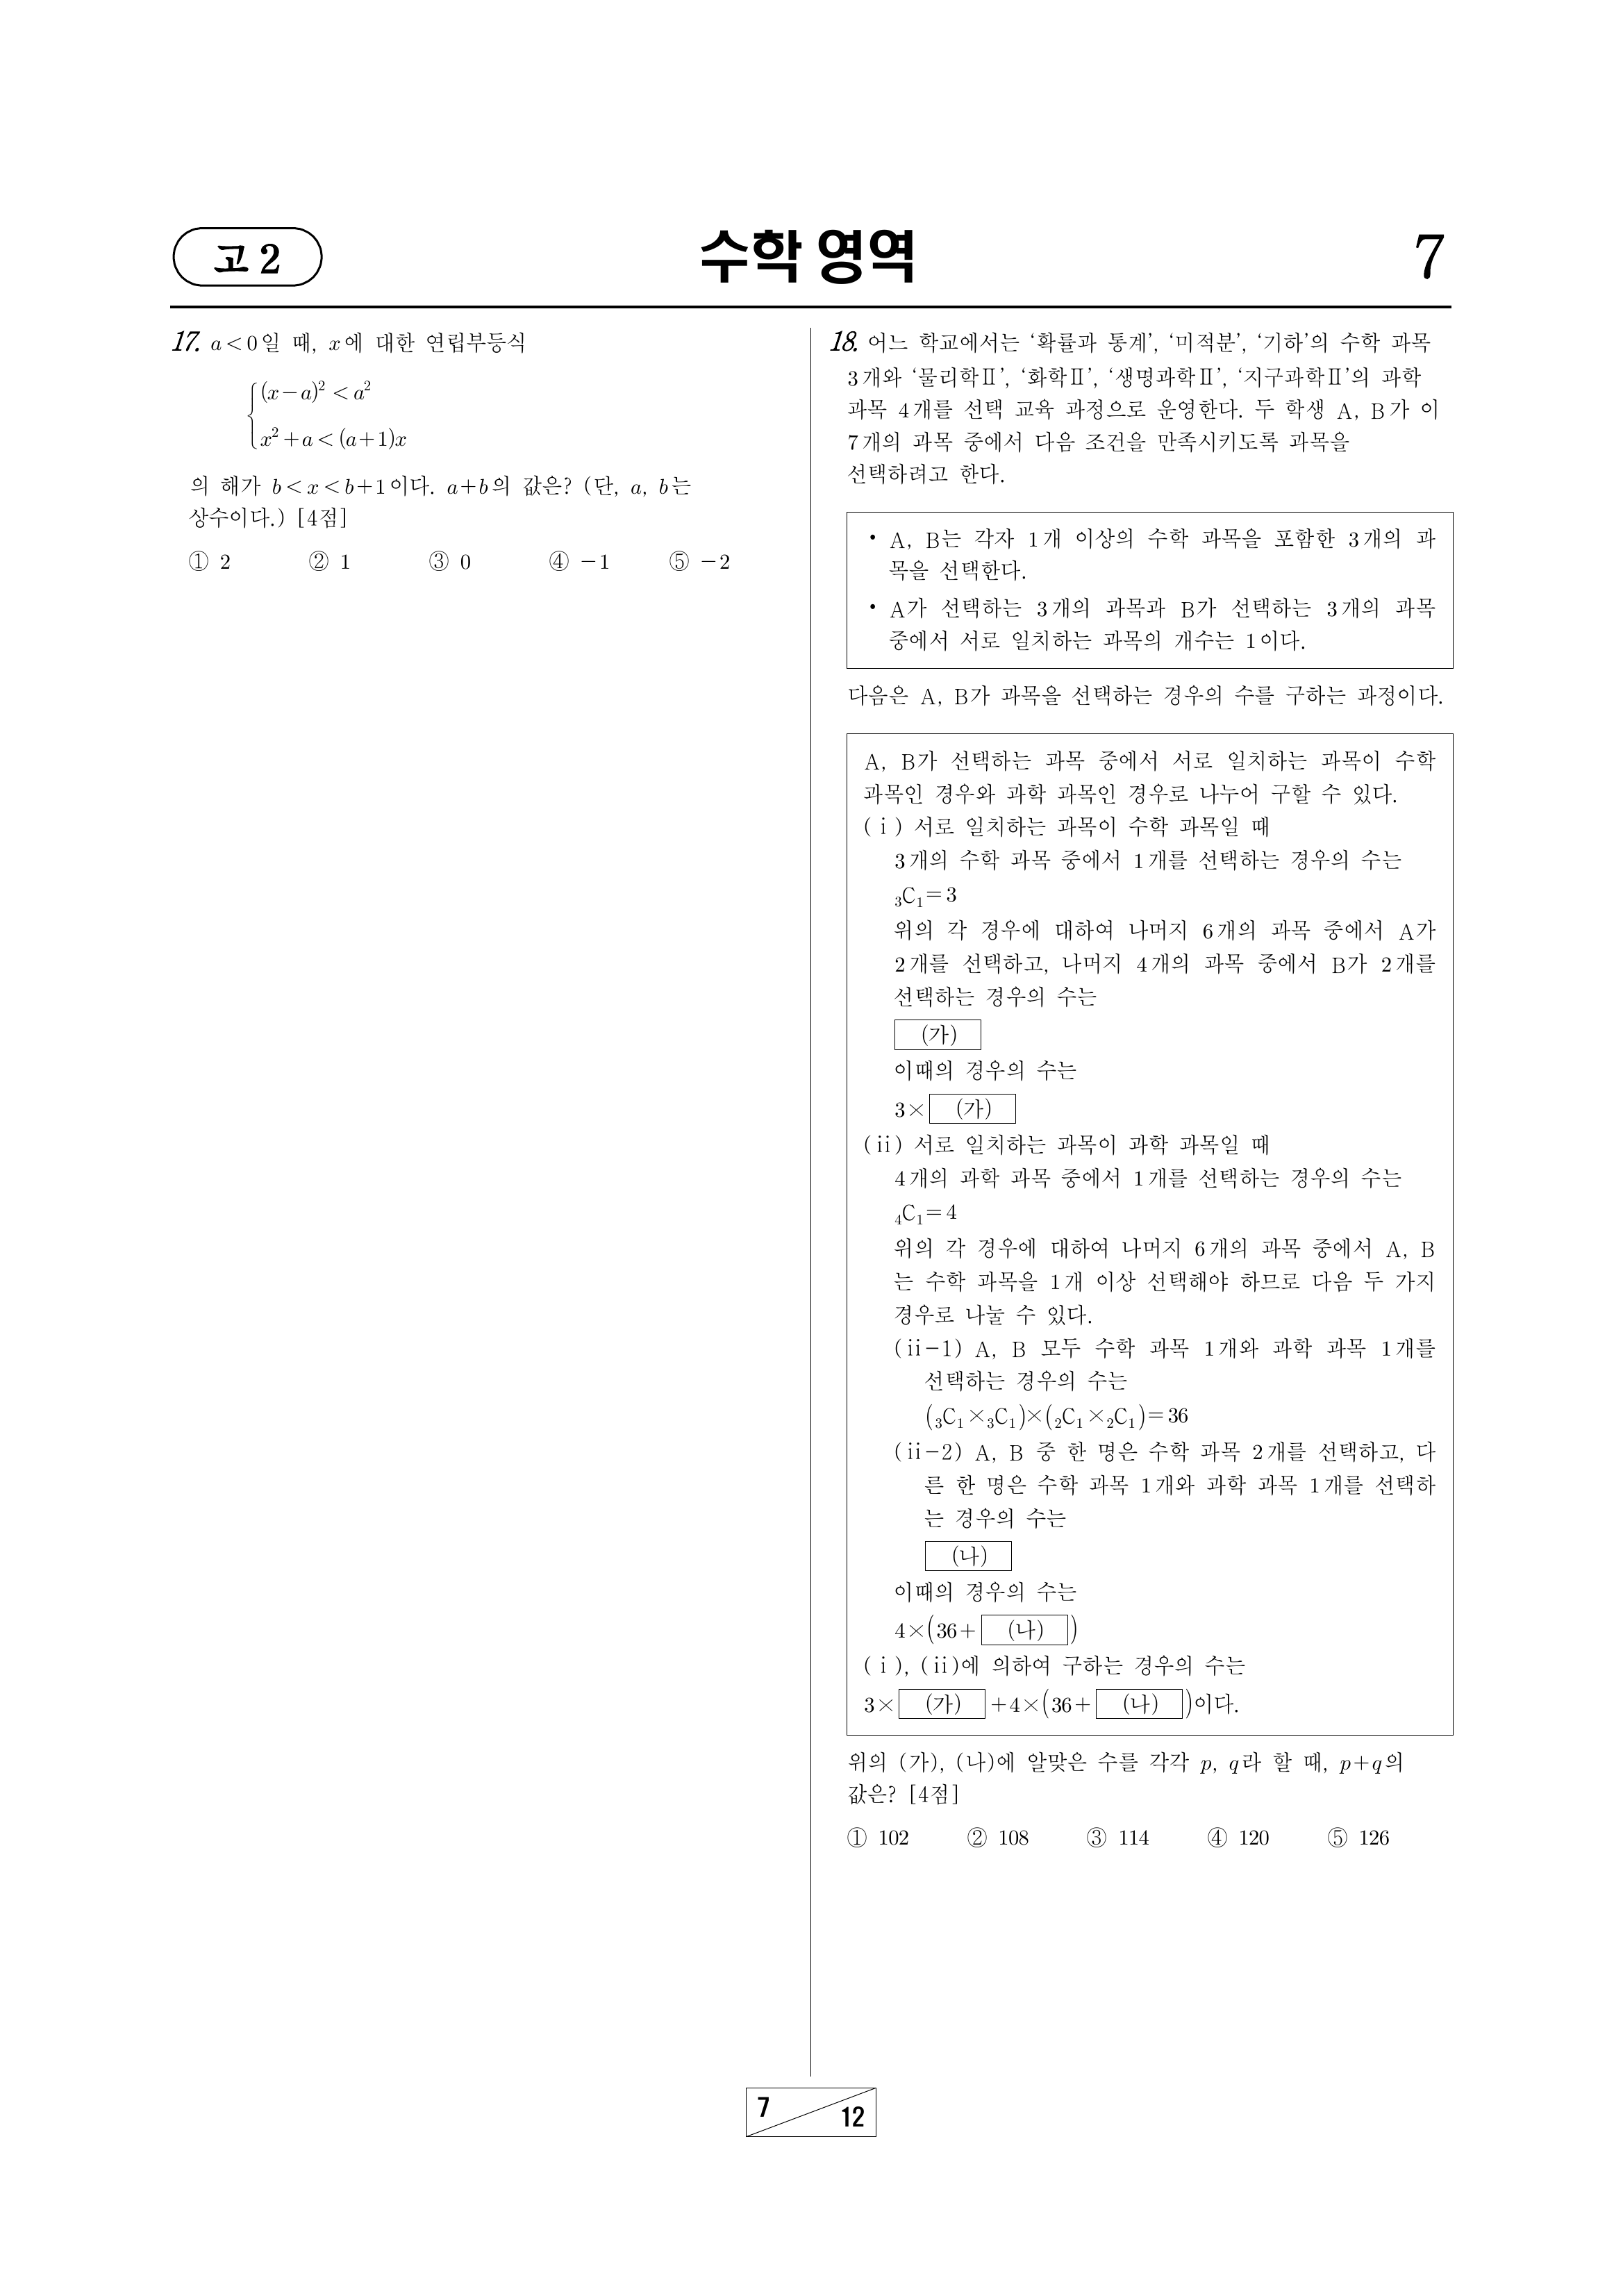 고 2
수학 영역
7
17. a<0일 때, x에 대한 연립부등식
(x-a)² < a²
x²+a<(a+1)x
의 해가 b<x<b+1이다. a+b의 값은? (단, a, b는
상수이다.) [4점]
① 2 ② 1 ③ 0 ④ -1 ⑤ -2
18. 어느 학교에서는 ‘확률과 통계’, ‘미적분’, ‘기하’의 수학 과목
3개와 ‘물리학Ⅱ’, ‘화학Ⅱ’, ‘생명과학Ⅱ’, ‘지구과학Ⅱ’의 과학
과목 4개를 선택 교육 과정으로 운영한다. 두 학생 A, B가 이
7개의 과목 중에서 다음 조건을 만족시키도록 과목을
선택하려고 한다.
• A, B는 각자 1개 이상의 수학 과목을 포함한 3개의 과
목을 선택한다.
• A가 선택하는 3개의 과목과 B가 선택하는 3개의 과목
중에서 서로 일치하는 과목의 개수는 1이다.
다음은 A, B가 과목을 선택하는 경우의 수를 구하는 과정이다.
A, B가 선택하는 과목 중에서 서로 일치하는 과목이 수학
과목인 경우와 과학 과목인 경우로 나누어 구할 수 있다.
(ⅰ) 서로 일치하는 과목이 수학 과목일 때
3개의 수학 과목 중에서 1개를 선택하는 경우의 수는
₃C₁=3
위의 각 경우에 대하여 나머지 6개의 과목 중에서 A가
2개를 선택하고, 나머지 4개의 과목 중에서 B가 2개를
선택하는 경우의 수는
(가)
이때의 경우의 수는
3× (가)
(ⅱ) 서로 일치하는 과목이 과학 과목일 때
4개의 과학 과목 중에서 1개를 선택하는 경우의 수는
₄C₁=4
위의 각 경우에 대하여 나머지 6개의 과목 중에서 A, B
는 수학 과목을 1개 이상 선택해야 하므로 다음 두 가지
경우로 나눌 수 있다.
(ⅱ-1) A, B 모두 수학 과목 1개와 과학 과목 1개를
선택하는 경우의 수는
(₃C₁×₃C₁)×(₂C₁×₂C₁)=36
(ⅱ-2) A, B 중 한 명은 수학 과목 2개를 선택하고, 다
른 한 명은 수학 과목 1개와 과학 과목 1개를 선택하
는 경우의 수는
(나)
이때의 경우의 수는
4×(36+ (나) )
(ⅰ), (ⅱ)에 의하여 구하는 경우의 수는
3× (가) +4×(36+ (나) )이다.
위의 (가), (나)에 알맞은 수를 각각 p, q라 할 때, p+q의
값은? [4점]
① 102 ② 108 ③ 114 ④ 120 ⑤ 126
7
12